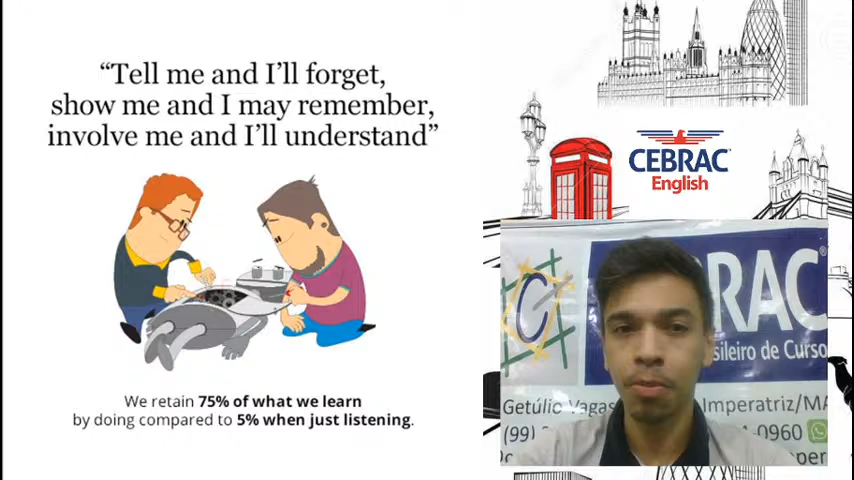 “Tell me and I’ll forget,
show me and I may remember,
involve me and I’ll understand”
We retain 75% of what we learn
by doing compared to 5% when just listening.
CEBRAC
English
C
BRAC
sileiro de Curso
Getúlio Vagas Imperatriz/MA
(99) -0960